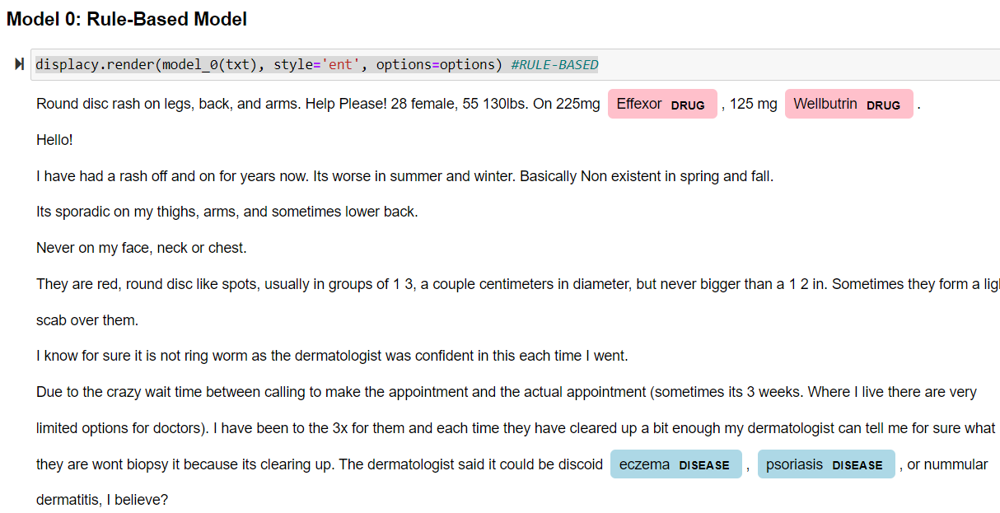 Model 0: Rule-Based Model
displacy.render(model_0(txt), style='ent', options=options) #RULE-BASED
Round disc rash on legs, back, and arms. Help Please! 28 female, 55 130lbs. On 225mg Effexor DRUG , 125 mg Wellbutrin DRUG .
Hello!
I have had a rash off and on for years now. Its worse in summer and winter. Basically Non existent in spring and fall.
Its sporadic on my thighs, arms, and sometimes lower back.
Never on my face, neck or chest.
They are red, round disc like spots, usually in groups of 1 3, a couple centimeters in diameter, but never bigger than a 1 2 in. Sometimes they form a
scab over them.
I know for sure it is not ring worm as the dermatologist was confident in this each time I went.
Due to the crazy wait time between calling to make the appointment and the actual appointment (sometimes its 3 weeks. Where I live there are very
limited options for doctors). I have been to the 3x for them and each time they have cleared up a bit enough my dermatologist can tell me for sure what
they are wont biopsy it because its clearing up. The dermatologist said it could be discoid eczema DISEASE , psoriasis DISEASE , or nummular
dermatitis, I believe?